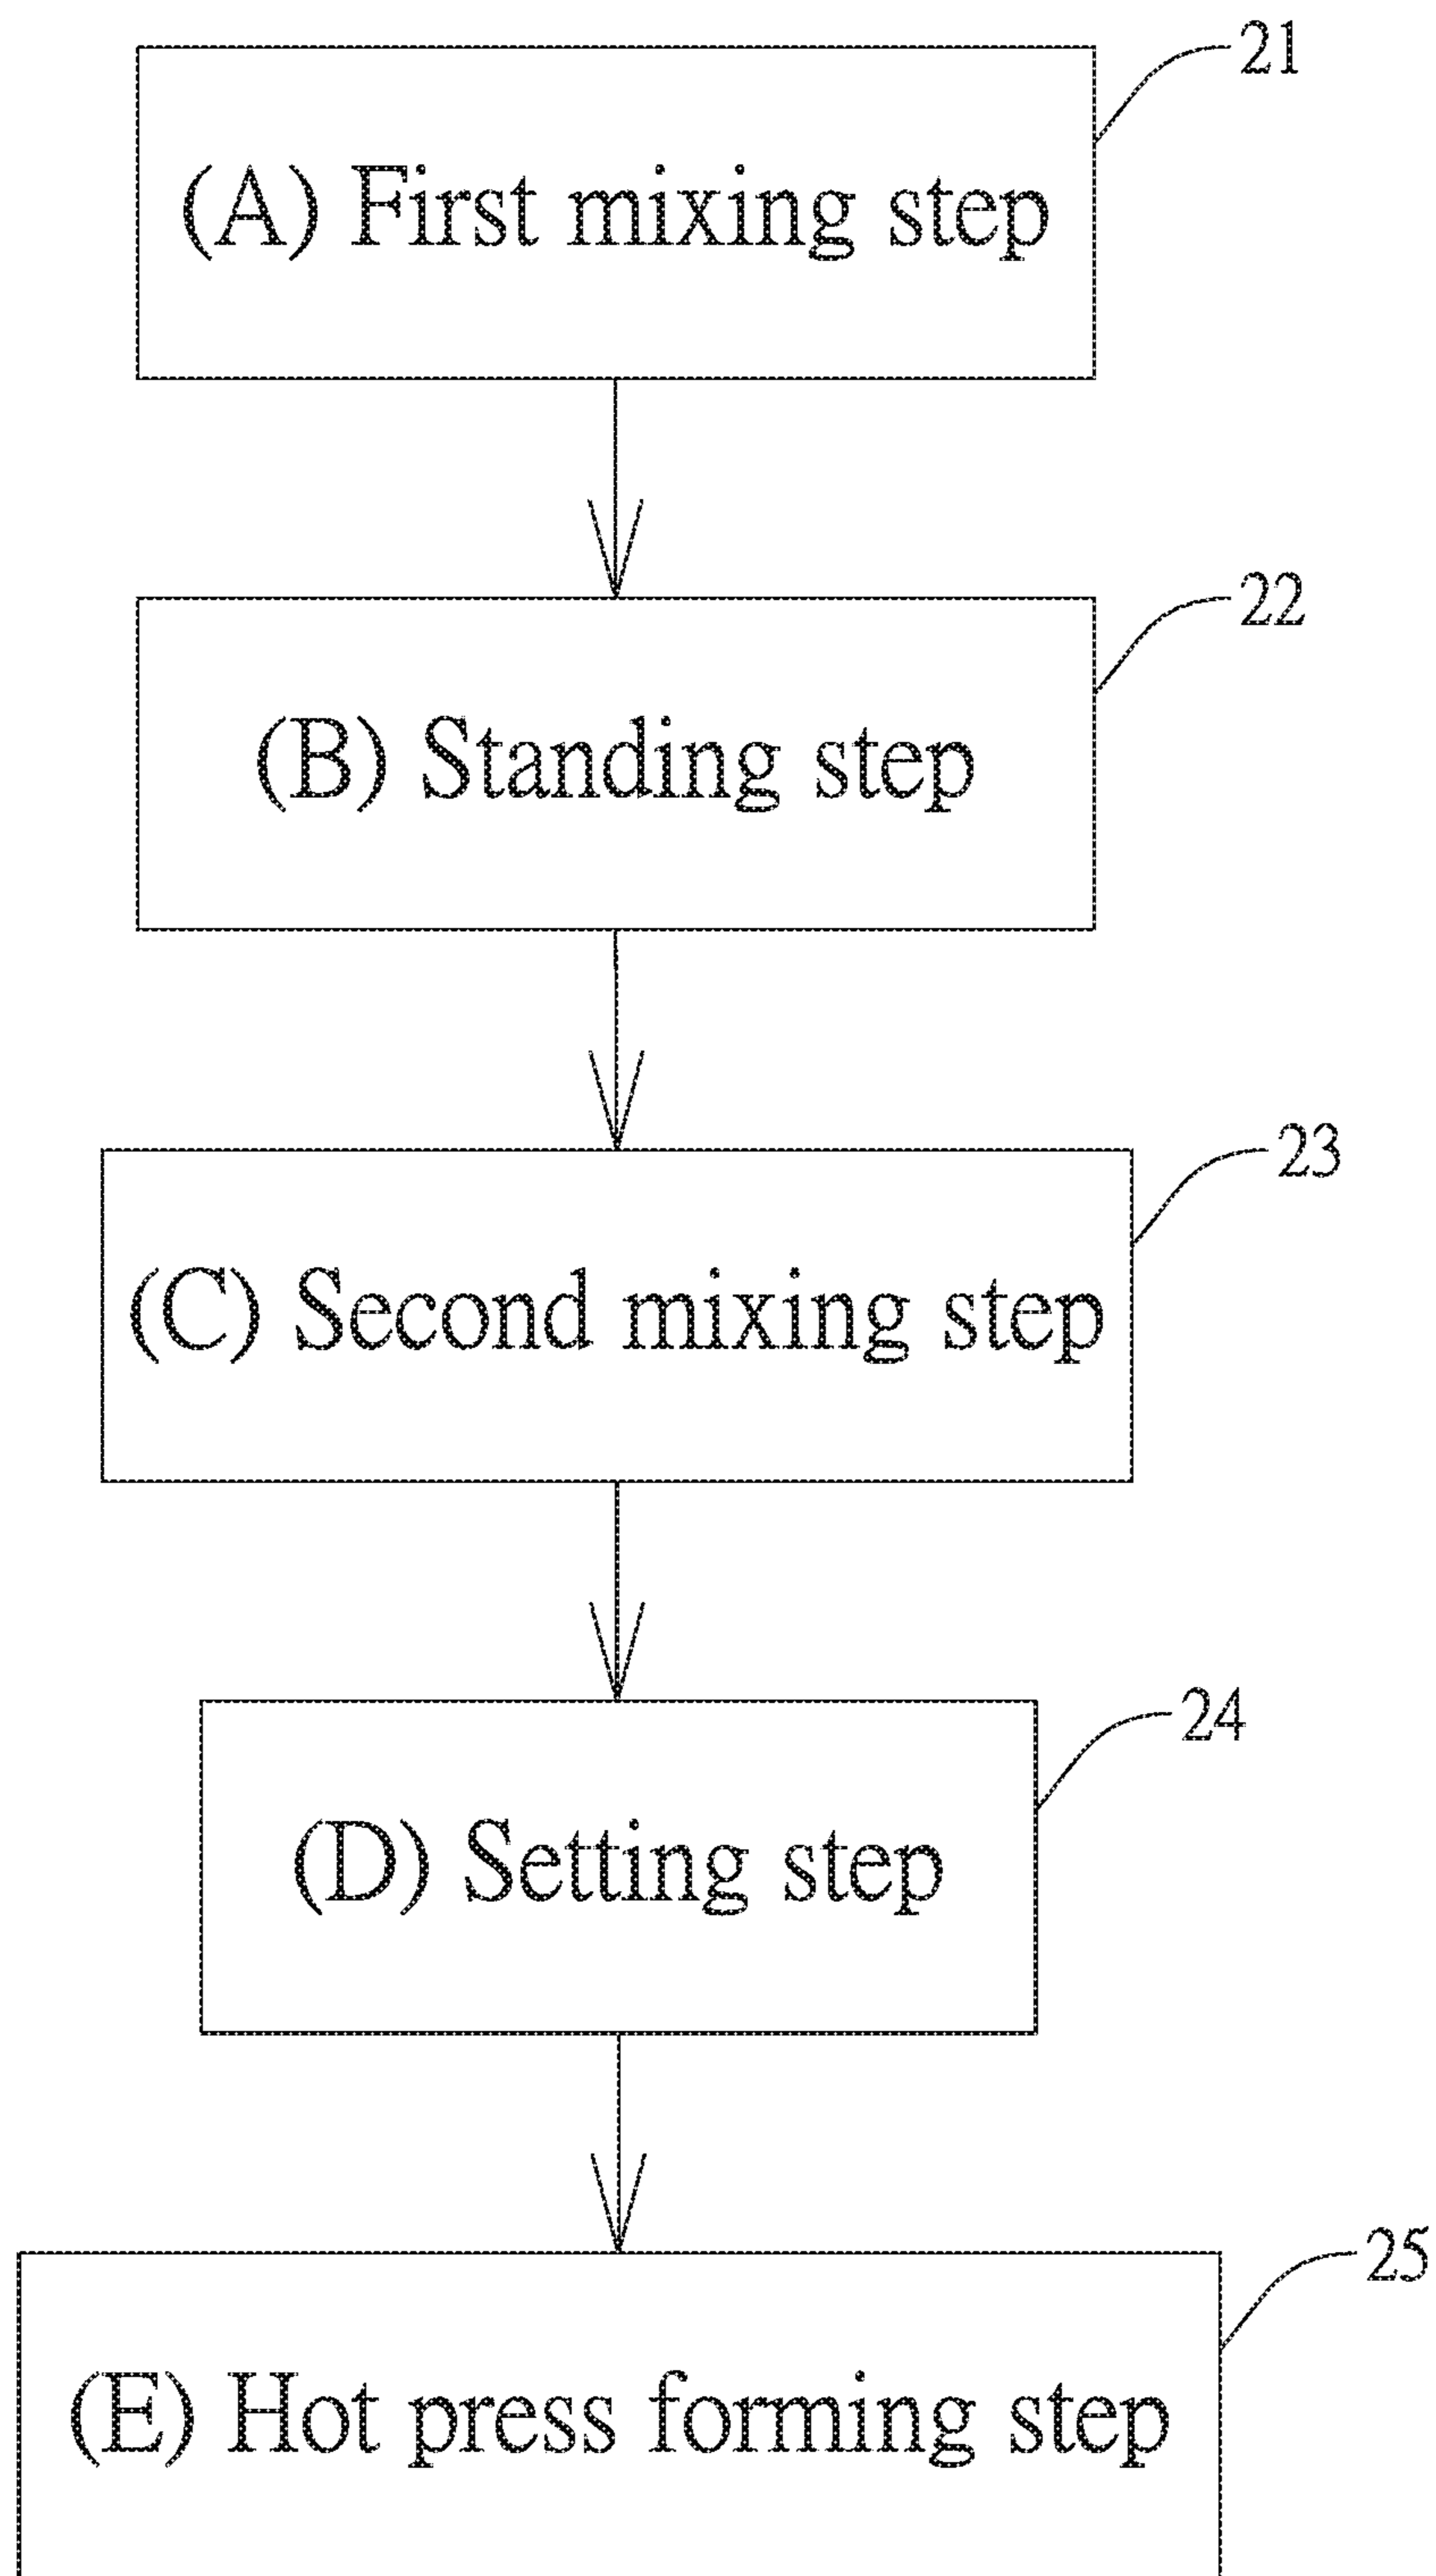 21
(A) First mixing step
22
(B) Standing step
23
(C) Second mixing step
24
(D) Setting step
25
(E) Hot press forming step